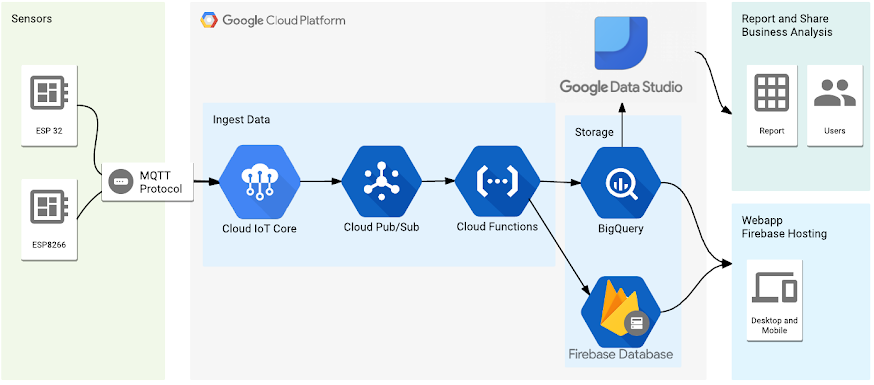 Sensors
ESP 32
ESP8266
MQTT
Protocol
Google Cloud Platform
Ingest Data
Cloud IoT Core
Cloud Pub/Sub
Cloud Functions
Google Data Studio
Storage
BigQuery
Firebase Database
Report and Share
Business Analysis
Report
Users
Webapp
Firebase Hosting
Desktop and
Mobile